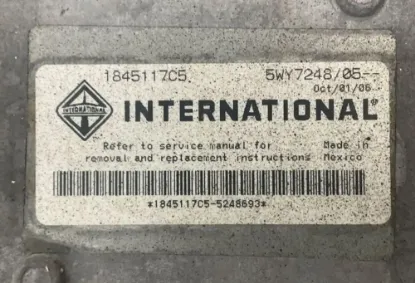 1845117C5 5WY7248/05--
Oct/01/05
INTERNATIONAL
INTERNATIONAL®
Refer to service manual for Made in
removal and replacement instructions Mexico
*1845117C5-5248693*